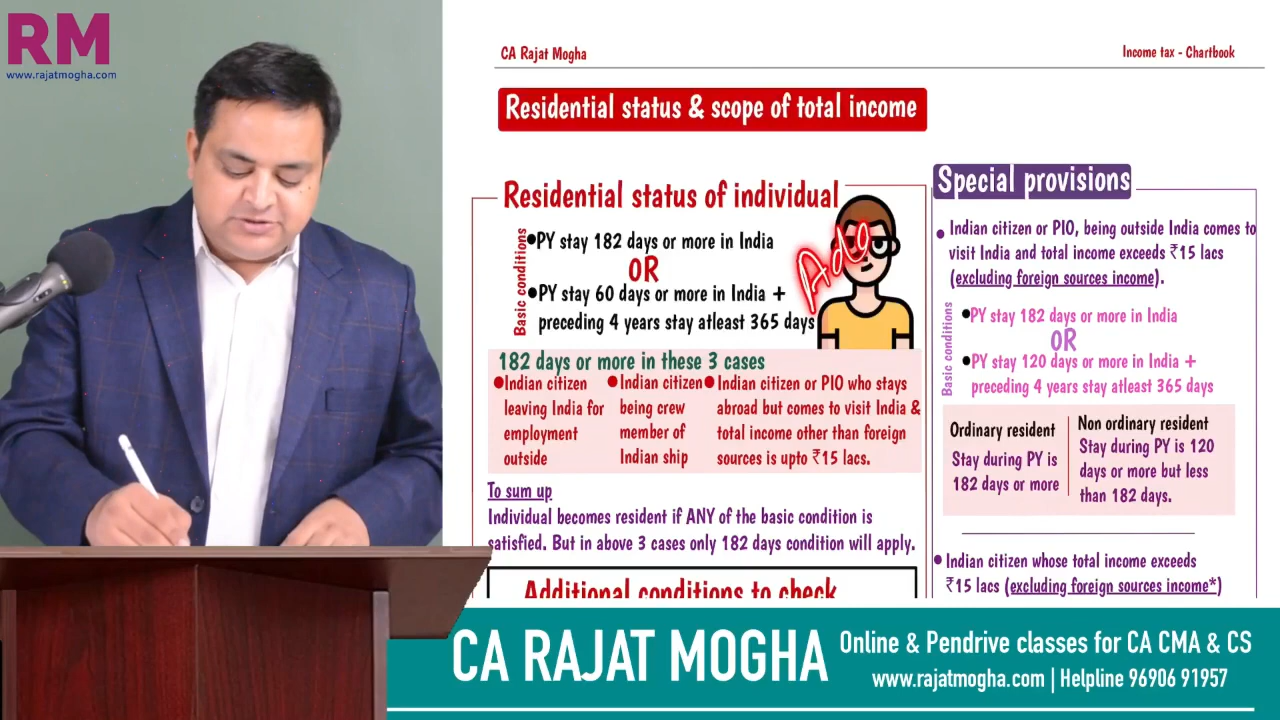 RM
www.rajatmogha.com
CA Rajat Mogha
Income tax - Chartbook
Residential status & scope of total income
Residential status of individual
Basic conditions
•PY stay 182 days or more in India
OR
•PY stay 60 days or more in India +
preceding 4 years stay atleast 365 days
182 days or more in these 3 cases
•Indian citizen
leaving India for
employment
outside
•Indian citizen
being crew
member of
Indian ship
•Indian citizen or PIO who stays
abroad but comes to visit India &
total income other than foreign
sources is upto ₹15 lacs.
To sum up
Individual becomes resident if ANY of the basic condition is
satisfied. But in above 3 cases only 182 days condition will apply.
Additional conditions to check
Special provisions
• Indian citizen or PIO, being outside India comes to
visit India and total income exceeds ₹15 lacs
(excluding foreign sources income).
Basic conditions
•PY stay 182 days or more in India
OR
•PY stay 120 days or more in India +
preceding 4 years stay atleast 365 days
Ordinary resident
Stay during PY is
182 days or more
Non ordinary resident
Stay during PY is 120
days or more but less
than 182 days.
• Indian citizen whose total income exceeds
₹15 lacs (excluding foreign sources income*)
CA RAJAT MOGHA
Online & Pendrive classes for CA CMA & CS
www.rajatmogha.com | Helpline 96906 91957